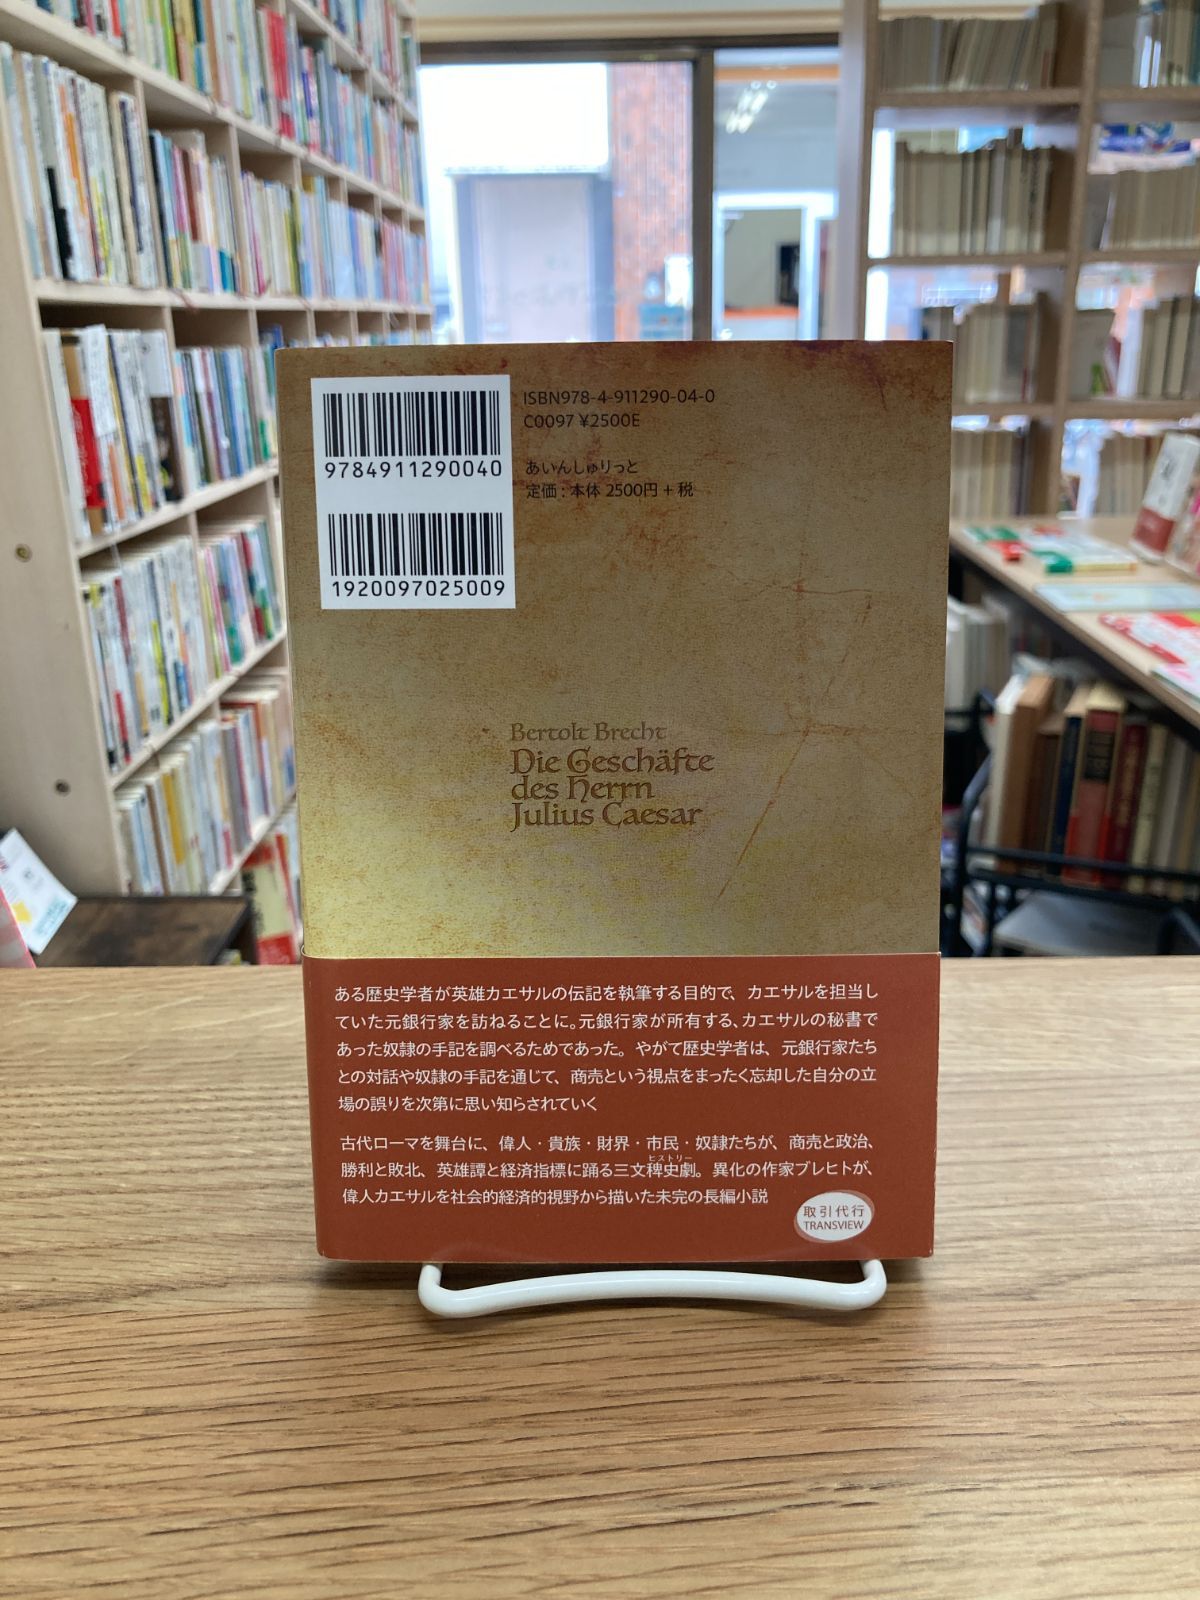 ISBN978-4-911290-04-0
C0097 ¥2500E
9784911290040
あいんしゅりっと
定価 : 本体 2500円 + 税
1920097025009
Bertolt Brecht
Die Geschäfte
des Herrn
Julius Caesar
ある歴史学者が英雄カエサルの伝記を執筆する目的で、カエサルを担当し
ていた元銀行家を訪ねることに。元銀行家が所有する、カエサルの秘書で
あった奴隷の手記を調べるためであった。やがて歴史学者は、元銀行家たち
との対話や奴隷の手記を通じて、商売という視点をまったく忘却した自分の立
場の誤りを次第に思い知らされていく
古代ローマを舞台に、偉人・貴族・財界・市民・奴隷たちが、商売と政治、
ヒストリー
勝利と敗北、英雄譚と経済指標に踊る三文稗史劇。異化の作家ブレヒトが、
偉人カエサルを社会的経済的視野から描いた未完の長編小説
取引代行
TRANSVIEW